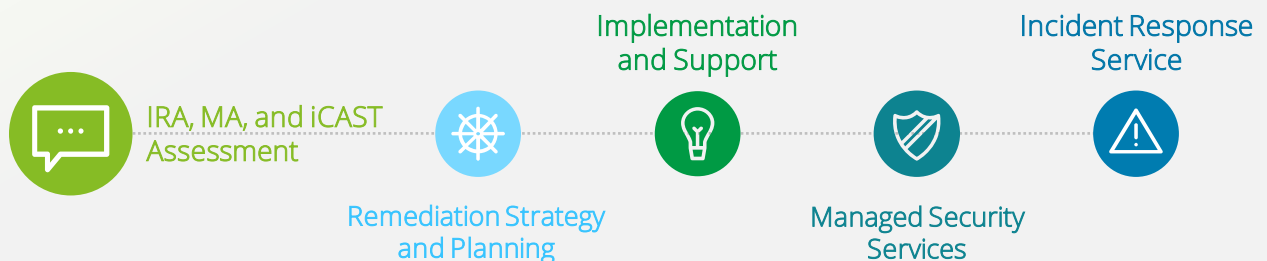 IRA, MA, and iCAST
Assessment
Remediation Strategy
and Planning
Implementation
and Support
Managed Security
Services
Incident Response
Service